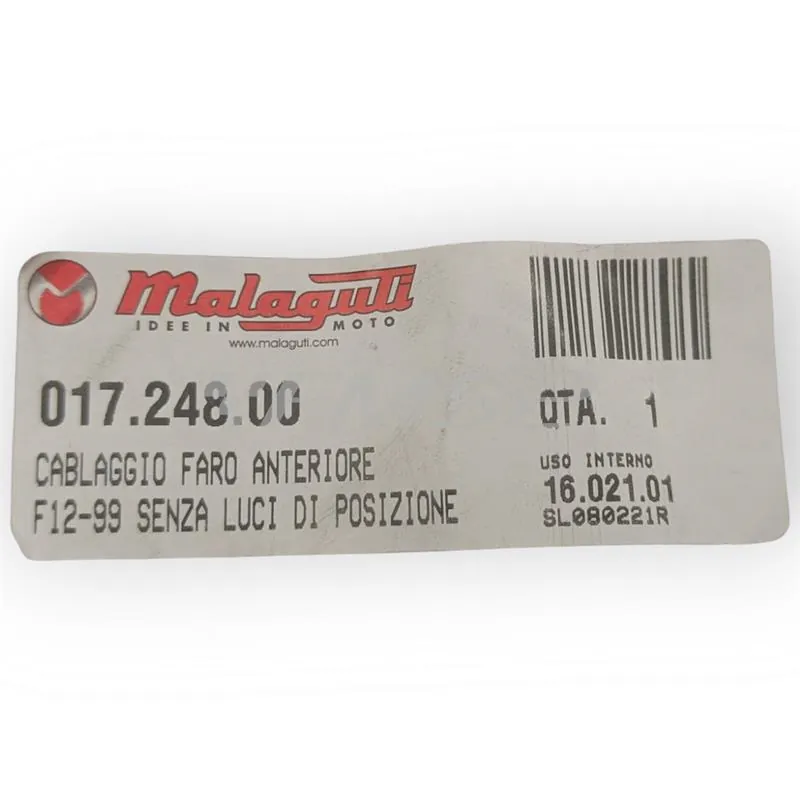 Malaguti
IDEE IN MOTO
www.malaguti.com
017.248.00
QTA. 1
CABLAGGIO FARO ANTERIORE
F12-99 SENZA LUCI DI POSIZIONE
USO INTERNO
16.021.01
SL080221R